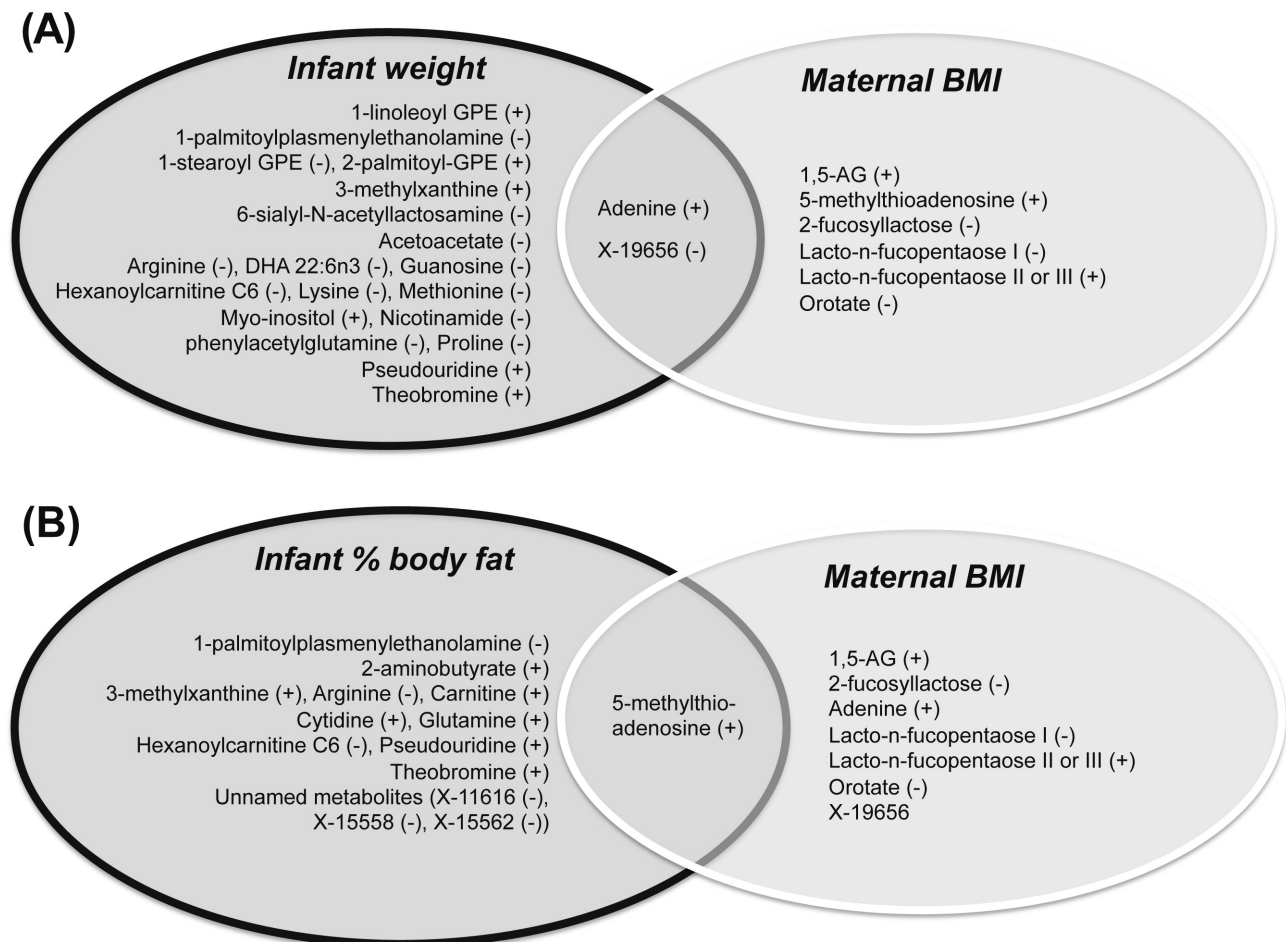 (A)
Infant weight
1-linoleoyl GPE (+)
1-palmitoylplasmenylethanolamine (-)
1-stearoyl GPE (-), 2-palmitoyl-GPE (+)
3-methylxanthine (+)
6-sialyl-N-acetyllactosamine (-)
Acetoacetate (-)
Arginine (-), DHA 22:6n3 (-), Guanosine (-)
Hexanoylcarnitine C6 (-), Lysine (-), Methionine (-)
Myo-inositol (+), Nicotinamide (-)
phenylacetylglutamine (-), Proline (-)
Pseudouridine (+)
Theobromine (+)
Adenine (+)
X-19656 (-)
Maternal BMI
1,5-AG (+)
5-methylthioadenosine (+)
2-fucosyllactose (-)
Lacto-n-fucopentaose I (-)
Lacto-n-fucopentaose II or III (+)
Orotate (-)
(B)
Infant % body fat
1-palmitoylplasmenylethanolamine (-)
2-aminobutyrate (+)
3-methylxanthine (+), Arginine (-), Carnitine (+)
Cytidine (+), Glutamine (+)
Hexanoylcarnitine C6 (-), Pseudouridine (+)
Theobromine (+)
Unnamed metabolites (X-11616 (-),
X-15558 (-), X-15562 (-))
5-methylthio-
adenosine (+)
Maternal BMI
1,5-AG (+)
2-fucosyllactose (-)
Adenine (+)
Lacto-n-fucopentaose I (-)
Lacto-n-fucopentaose II or III (+)
Orotate (-)
X-19656